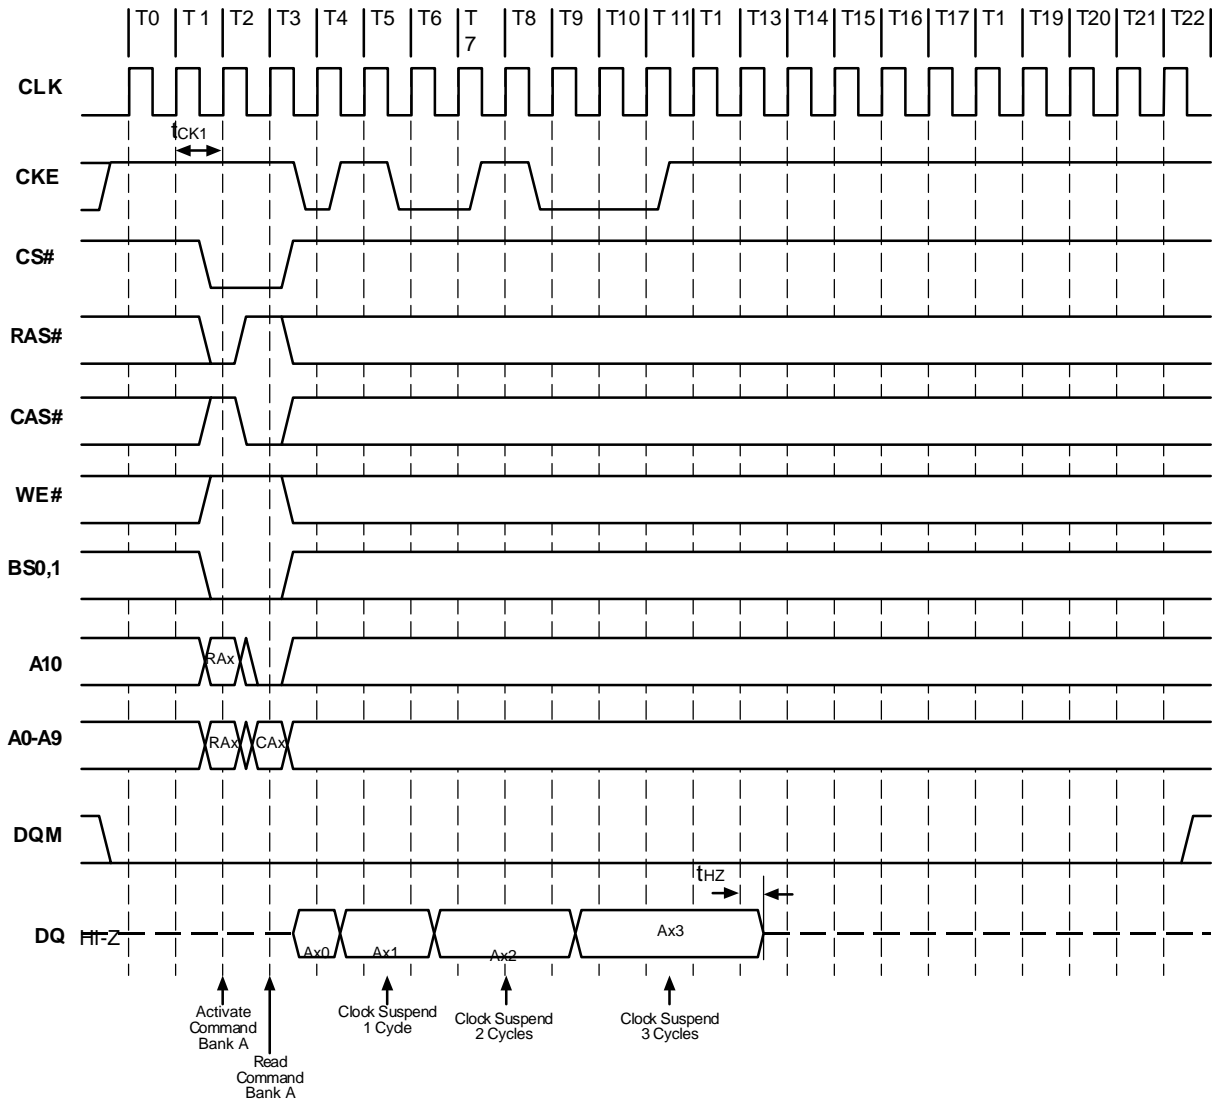 T0 T1 T2 T3 T4 T5 T6 T T8 T9 T10 T11 T1 T13 T14 T15 T16 T17 T1 T19 T20 T21 T22
7
CLK
tCK1
CKE
CS#
RAS#
CAS#
WE#
BS0,1
RAx
A10
A0-A9 RAx CAx
DQM
tHZ
DQ HI-Z Ax0 Ax1 Ax2 Ax3
Activate
Command
Bank A
Read
Command
Bank A
Clock Suspend
1 Cycle
Clock Suspend
2 Cycles
Clock Suspend
3 Cycles